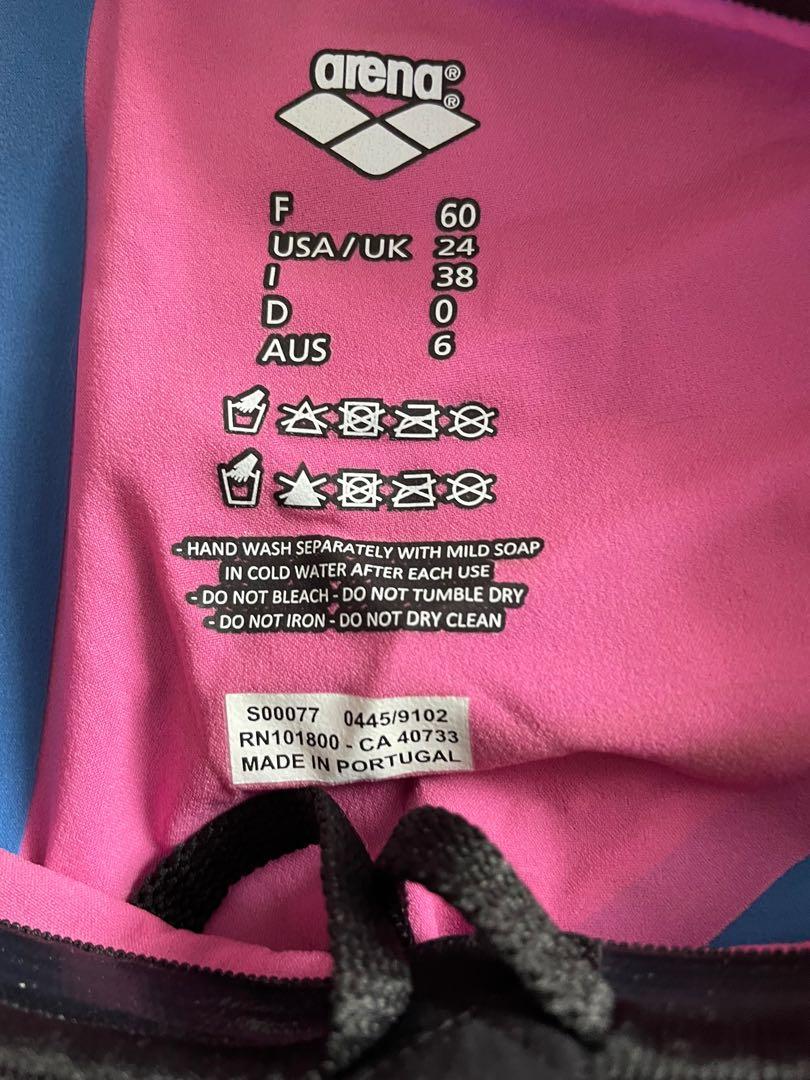 arena®
®
F 60
USA/UK 24
I 38
D 0
AUS 6
- HAND WASH SEPARATELY WITH MILD SOAP
IN COLD WATER AFTER EACH USE
- DO NOT BLEACH - DO NOT TUMBLE DRY
- DO NOT IRON - DO NOT DRY CLEAN
S00077 0445/9102
RN101800 - CA 40733
MADE IN PORTUGAL